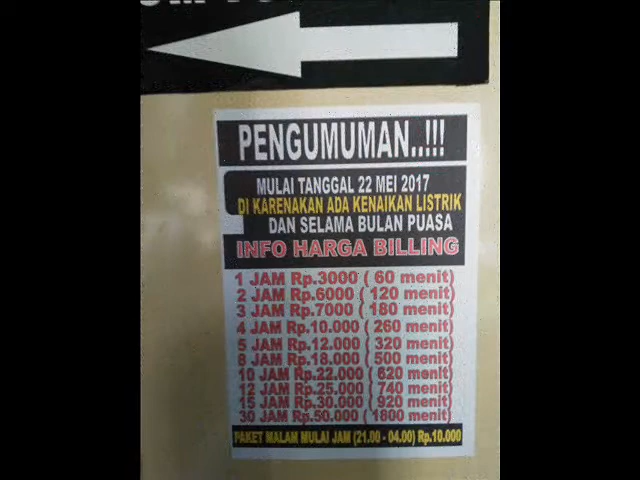 PENGUMUMAN..!!!
MULAI TANGGAL 22 MEI 2017
DI KARENAKAN ADA KENAIKAN LISTRIK
DAN SELAMA BULAN PUASA
INFO HARGA BILLING
1 JAM Rp.3000 ( 60 menit)
2 JAM Rp.6000 ( 120 menit)
3 JAM Rp.7000 ( 180 menit)
4 JAM Rp.10.000 ( 260 menit)
5 JAM Rp.12.000 ( 320 menit)
8 JAM Rp.18.000 ( 500 menit)
10 JAM Rp.22.000 ( 620 menit)
12 JAM Rp.25.000 ( 740 menit)
15 JAM Rp.30.000 ( 920 menit)
30 JAM Rp.50.000 ( 1800 menit)
PAKET MALAM MULAI JAM (21.00 - 04.00) Rp.10.000